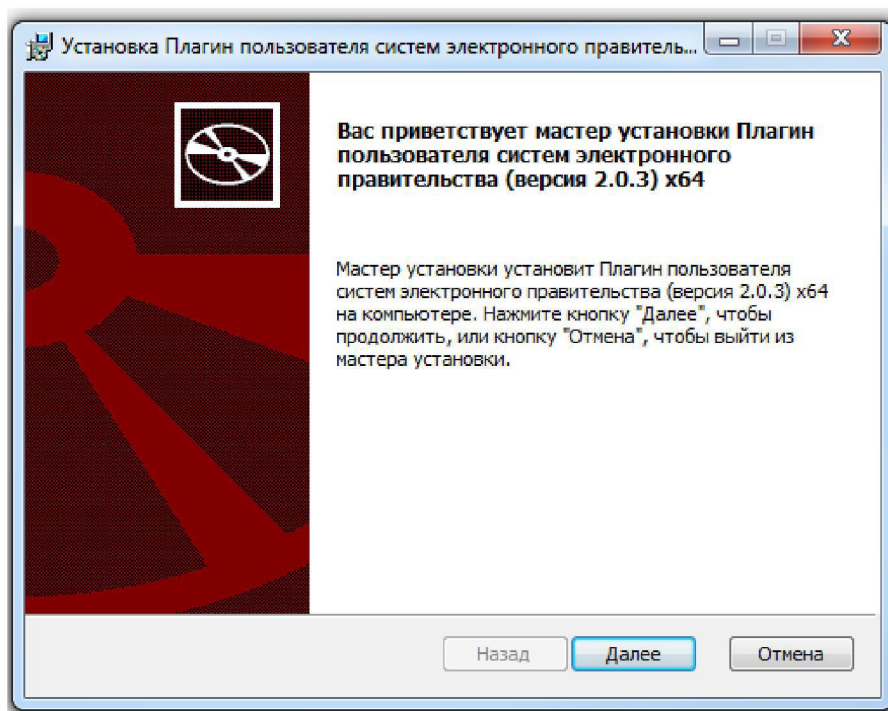 Установка Плагин пользователя систем электронного правитель...
Вас приветствует мастер установки Плагин
пользователя систем электронного
правительства (версия 2.0.3) x64
Мастер установки установит Плагин пользователя
систем электронного правительства (версия 2.0.3) x64
на компьютере. Нажмите кнопку "Далее", чтобы
продолжить, или кнопку "Отмена", чтобы выйти из
мастера установки.
Назад Далее Отмена